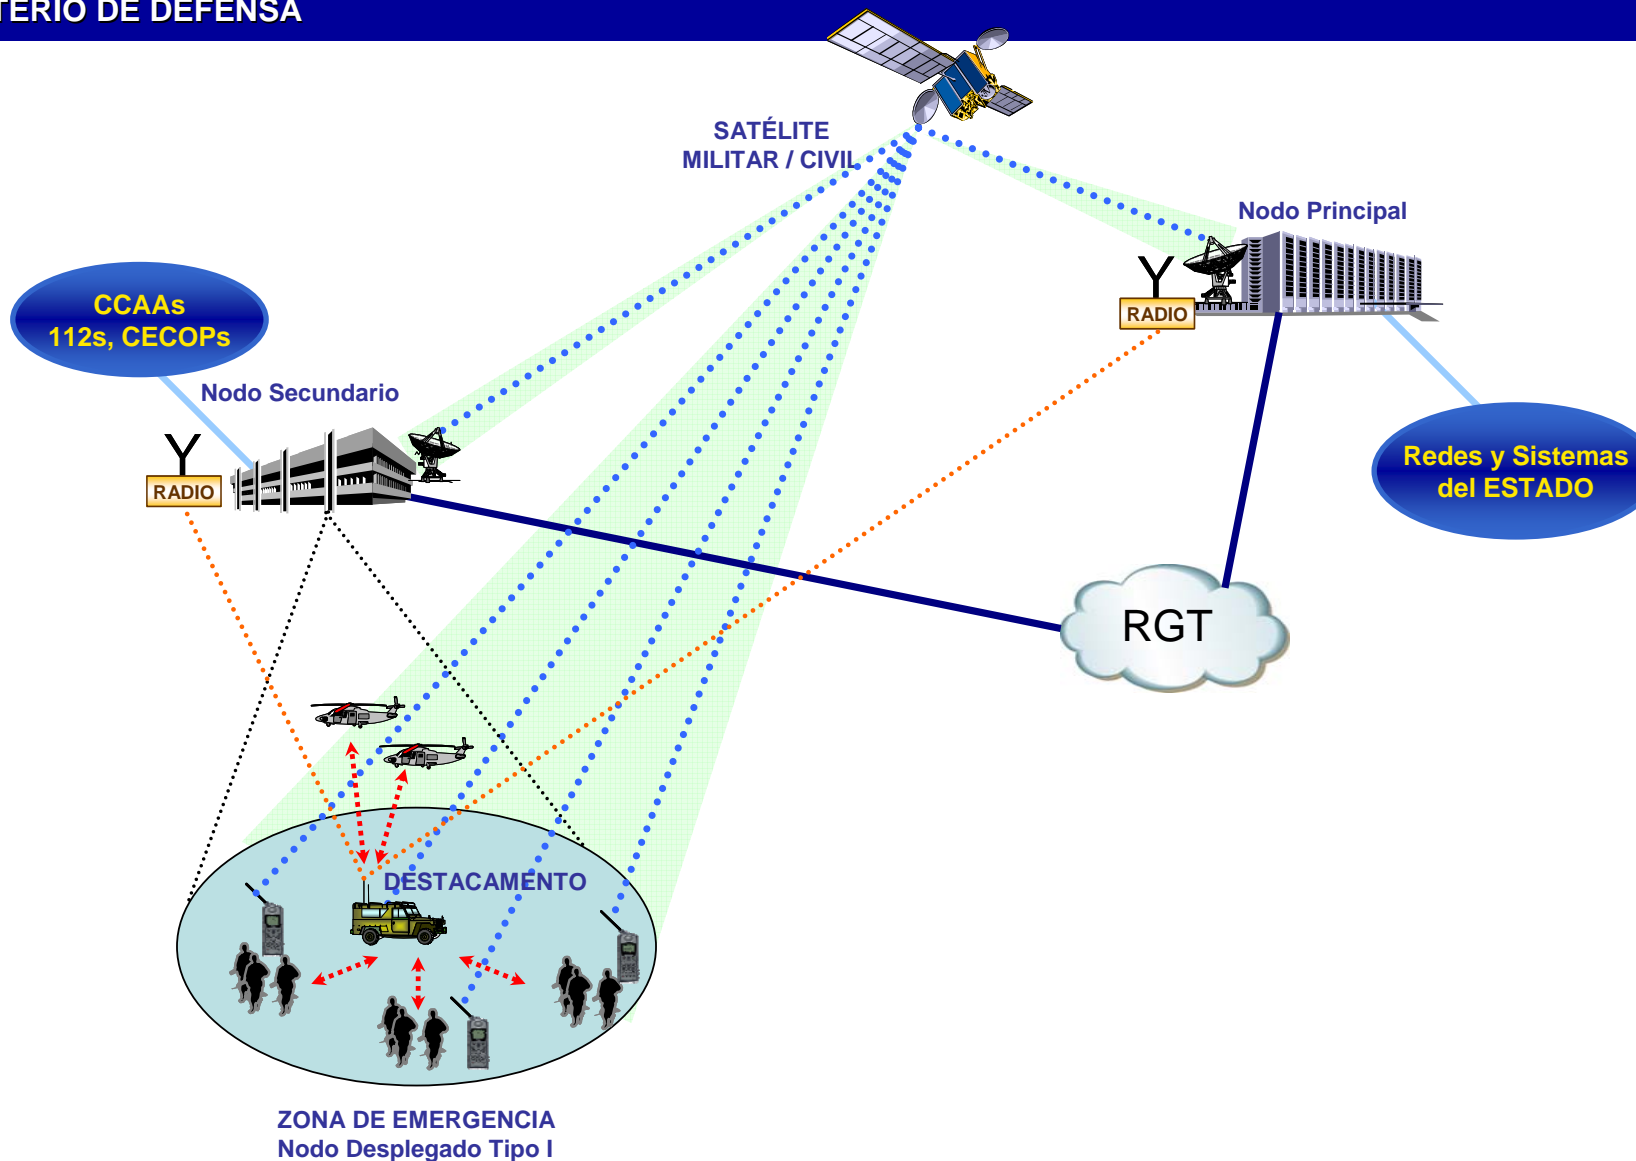 TERIO DE DEFENSA
SATÉLITE
MILITAR / CIVIL
Nodo Principal
RADIO
CCAAs
112s, CECOPs
Nodo Secundario
RADIO
Redes y Sistemas
del ESTADO
RGT
DESTACAMENTO
ZONA DE EMERGENCIA
Nodo Desplegado Tipo I